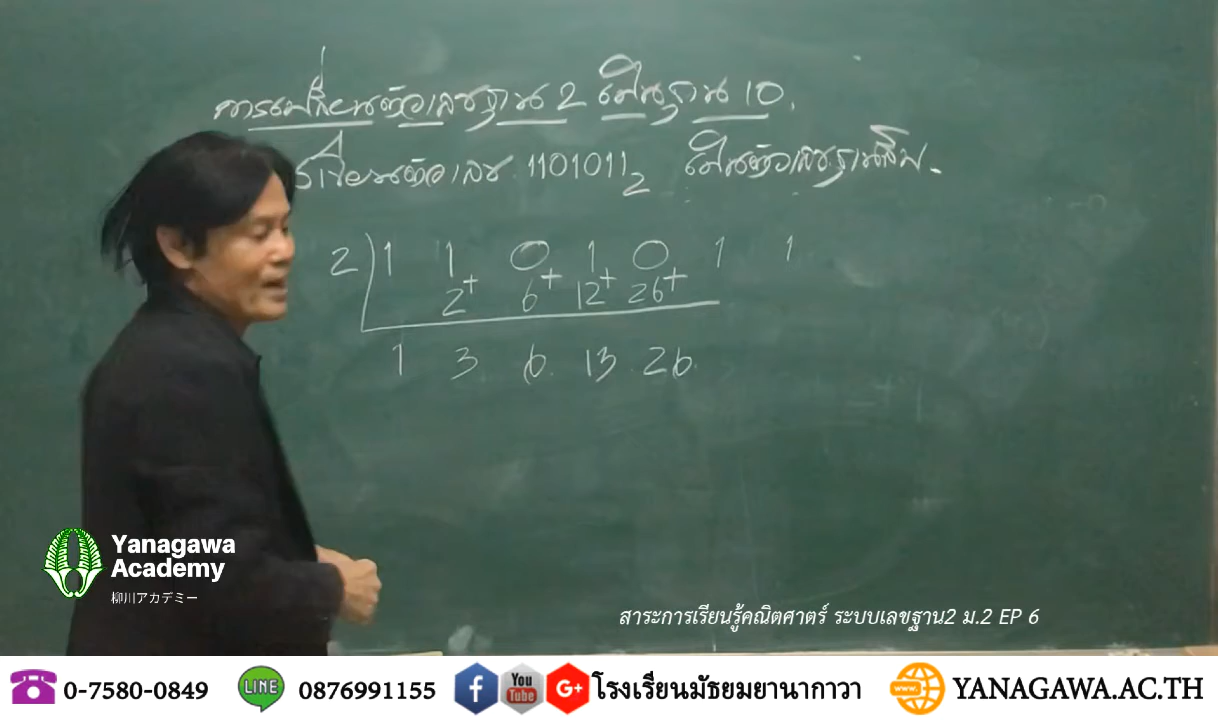 การเปลี่ยนตัวเลขฐาน 2 เป็นฐาน 10.
เปลี่ยนตัวเลข 1101011₂ เป็นตัวเลขฐานสิบ.
2 1 1 0 1 0 1 1
2+ 6+ 12+ 26+
1 3 6 13 26
Yanagawa
Academy
柳川アカデミー
สาระการเรียนรู้คณิตศาตร์ ระบบเลขฐาน2 ม.2 EP 6
0-7580-0849 LINE 0876991155 f You Tube G+ โรงเรียนมัธยมยานากาวา www. YANAGAWA.AC.TH